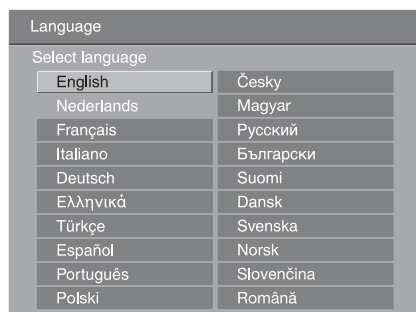 Language
Select language
English
Nederlands
Français
Italiano
Deutsch
Ελληνικά
Türkçe
Español
Português
Polski
Česky
Magyar
Русский
Български
Suomi
Dansk
Svenska
Norsk
Slovenčina
Română